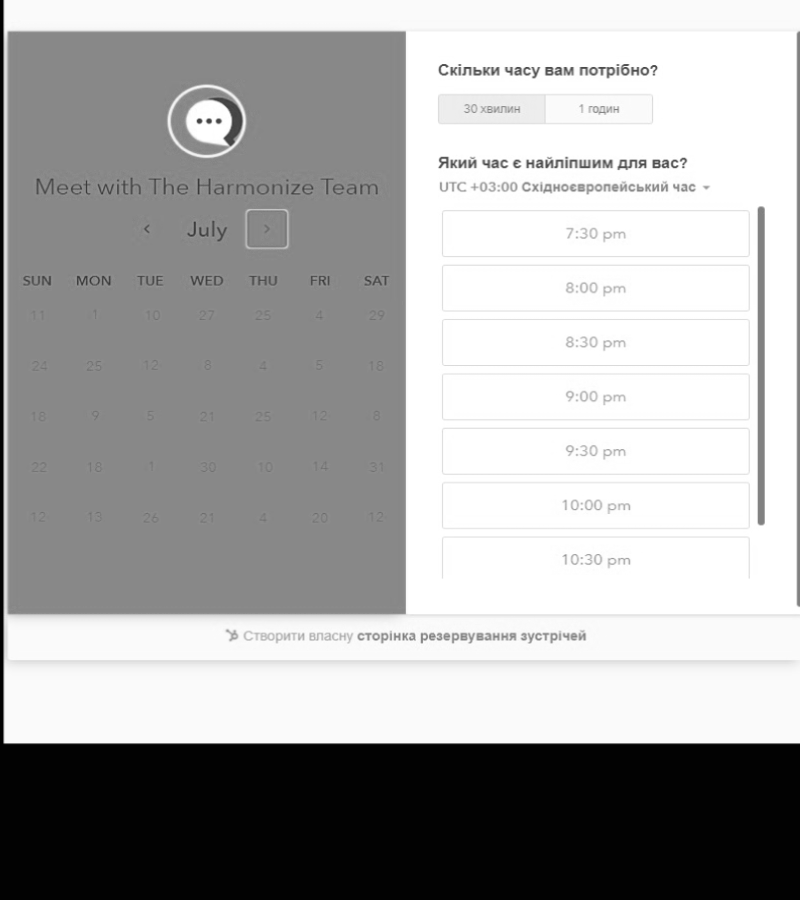 Meet with The Harmonize Team
July
SUN MON TUE WED THU FRI SAT
11 1 10 27 25 4 29
24 25 12 8 4 5 18
18 9 5 21 25 12 8
22 18 1 30 10 14 31
12 13 26 21 4 20 12
Скільки часу вам потрібно?
30 хвилин 1 годин
Який час є найліпшим для вас?
UTC +03:00 Східноєвропейський час
7:30 pm
8:00 pm
8:30 pm
9:00 pm
9:30 pm
10:00 pm
10:30 pm
Створити власну сторінка резервування зустрічей